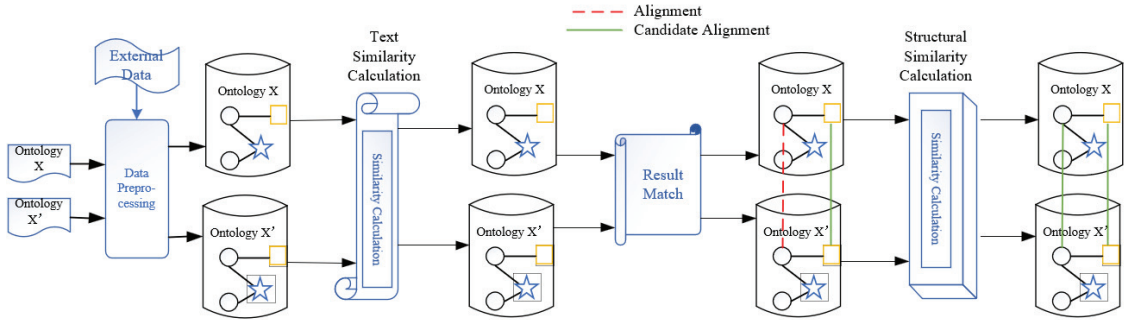 Alignment
Candidate Alignment
External
Data
Text
Similarity
Calculation
Structural
Similarity
Calculation
Ontology X
Ontology X
Ontology X
Ontology X
Ontology
X
Ontology
X'
Data
Prepro-
cessing
Similarity Calculation
Result
Match
Similarity Calculation
Ontology X'
Ontology X'
Ontology X'
Ontology X'